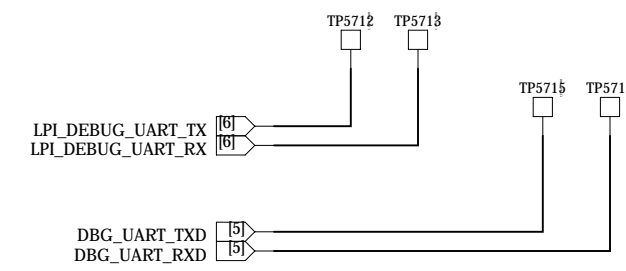 TP5712 TP5713
TP5715 TP571
LPI_DEBUG_UART_TX [6]
LPI_DEBUG_UART_RX [6]
DBG_UART_TXD [5]
DBG_UART_RXD [5]